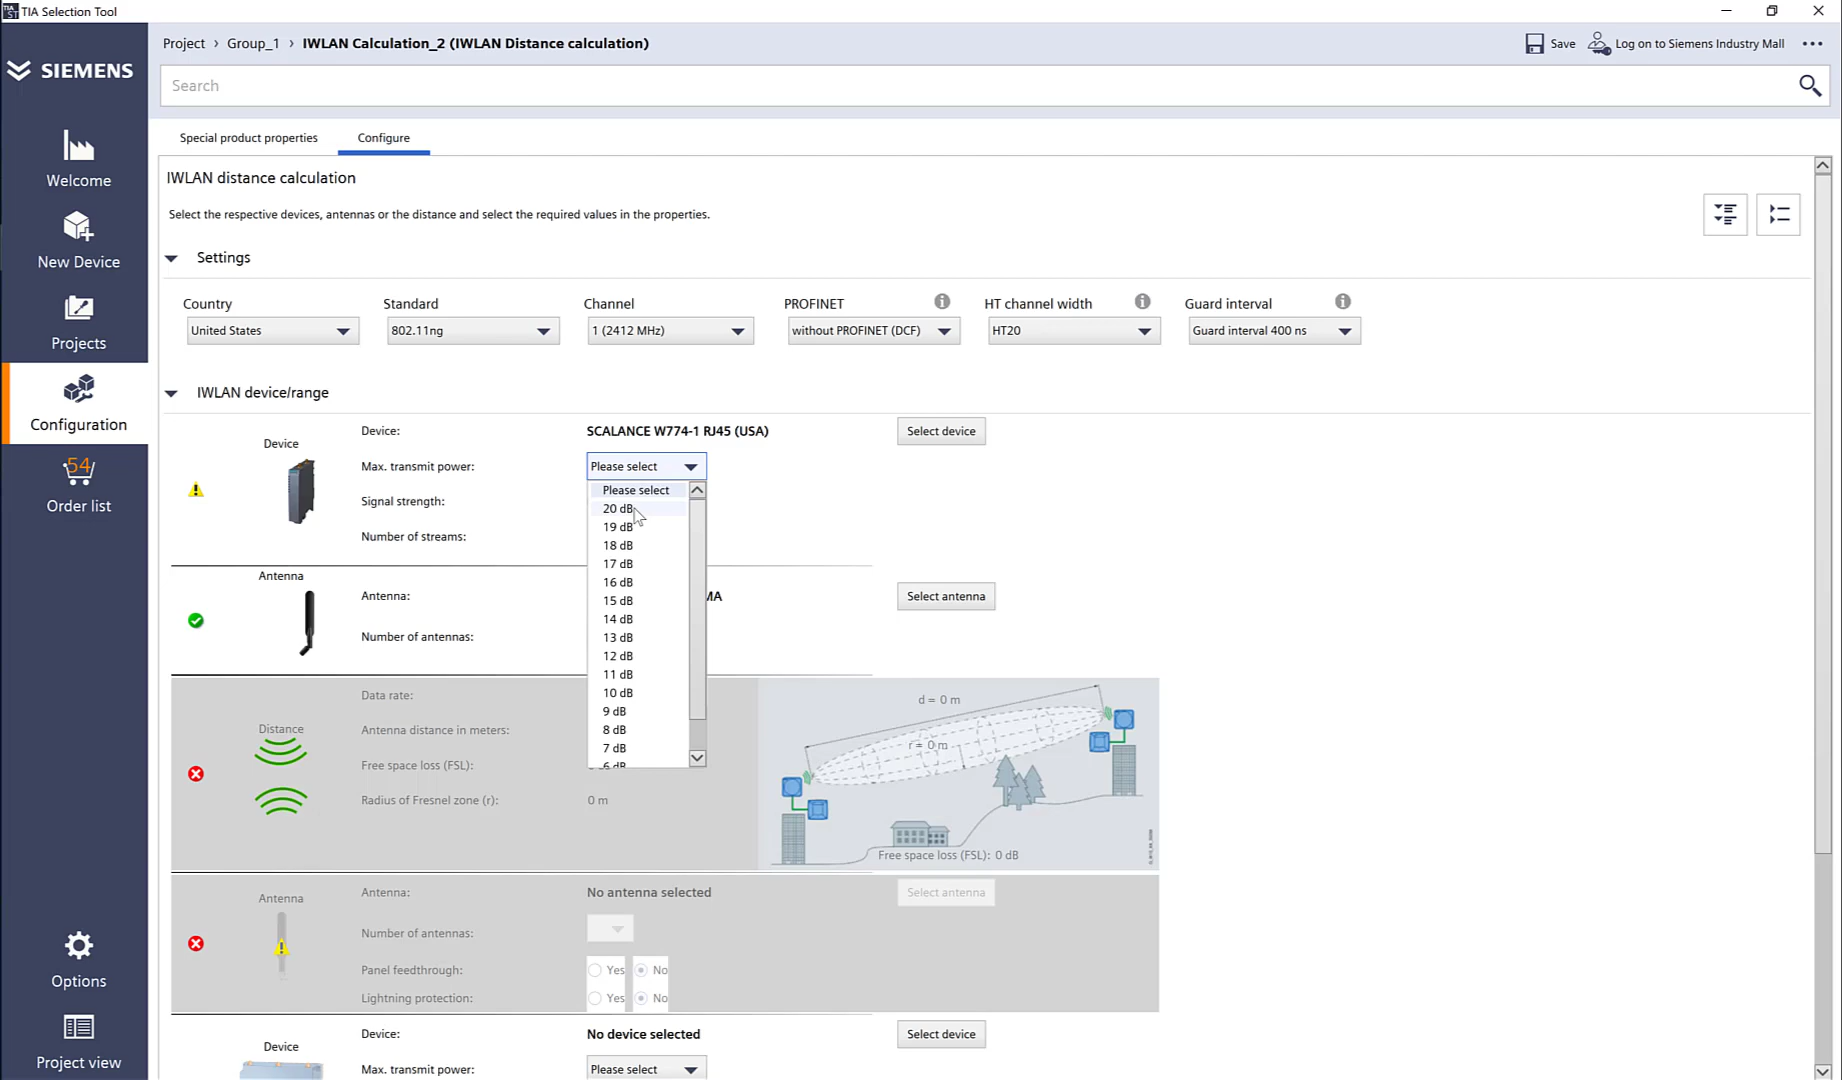 TIA Selection Tool
SIEMENS
Project › Group_1 › IWLAN Calculation_2 (IWLAN Distance calculation)
Save
Log on to Siemens Industry Mall
Search
Welcome
New Device
Projects
Configuration
54
Order list
Options
Project view
Special product properties
Configure
IWLAN distance calculation
Select the respective devices, antennas or the distance and select the required values in the properties.
Settings
Country
Standard
Channel
PROFINET
HT channel width
Guard interval
United States
802.11ng
1 (2412 MHz)
without PROFINET (DCF)
HT20
Guard interval 400 ns
IWLAN device/range
Device
Device:
SCALANCE W774-1 RJ45 (USA)
Select device
Max. transmit power:
Please select
Signal strength:
Number of streams:
Please select
20 dB
19 dB
18 dB
17 dB
16 dB
15 dB
14 dB
13 dB
12 dB
11 dB
10 dB
9 dB
8 dB
7 dB
6 dB
Antenna
Antenna:
MA
Select antenna
Number of antennas:
Distance
Data rate:
Antenna distance in meters:
Free space loss (FSL):
Radius of Fresnel zone (r):
0 m
d = 0 m
r = 0 m
Free space loss (FSL): 0 dB
Antenna
Antenna:
No antenna selected
Select antenna
Number of antennas:
Panel feedthrough:
Yes
No
Lightning protection:
Yes
No
Device
Device:
No device selected
Select device
Max. transmit power:
Please select